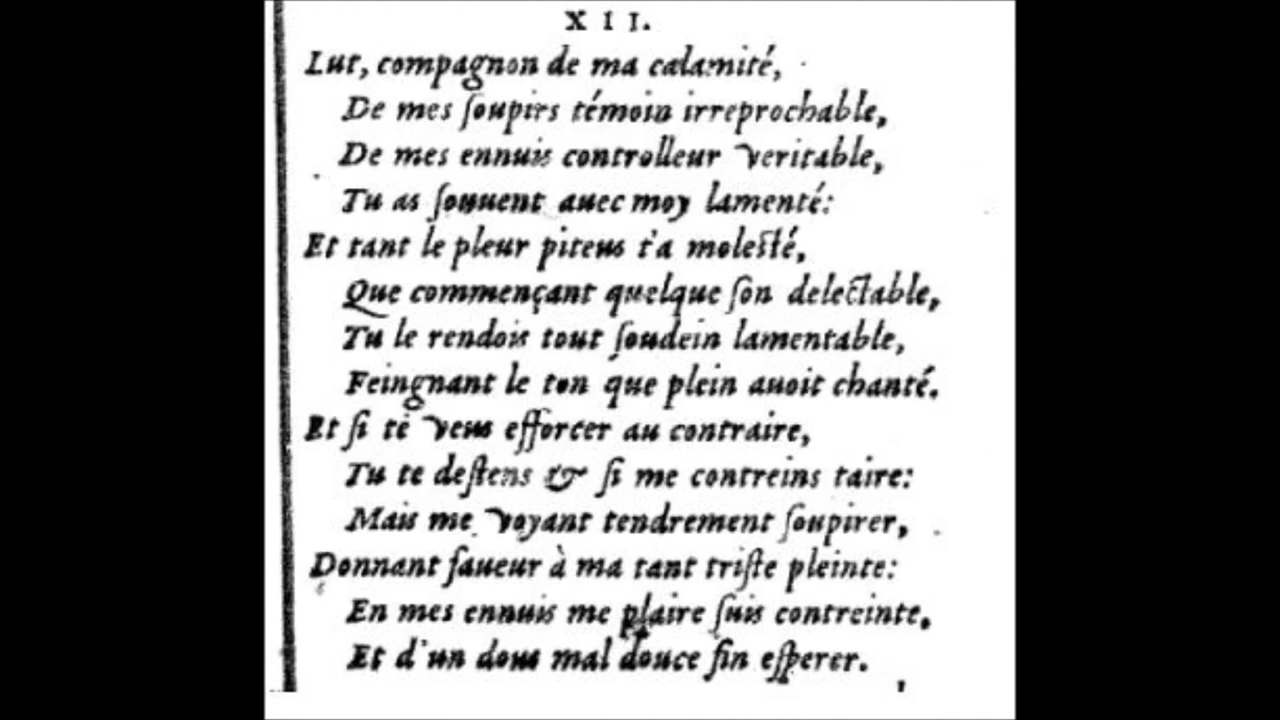 XII.
Lut, compagnon de ma calamité,
De mes ſoupirs témoin irreprochable,
De mes ennuis controlleur veritable,
Tu as ſouuent auec moy lamenté:
Et tant le pleur piteus t'a moleſté,
Que commençant quelque ſon delectable,
Tu le rendois tout ſoudein lamentable,
Feingnant le ton que plein auoit chanté.
Et ſi te veus efforcer au contraire,
Tu te deſtens & ſi me contreins taire:
Mais me voyant tendrement ſoupirer,
Donnant faueur à ma tant triſte pleinte:
En mes ennuis me plaire ſuis contreinte,
Et d'un dous mal douce fin eſperer.